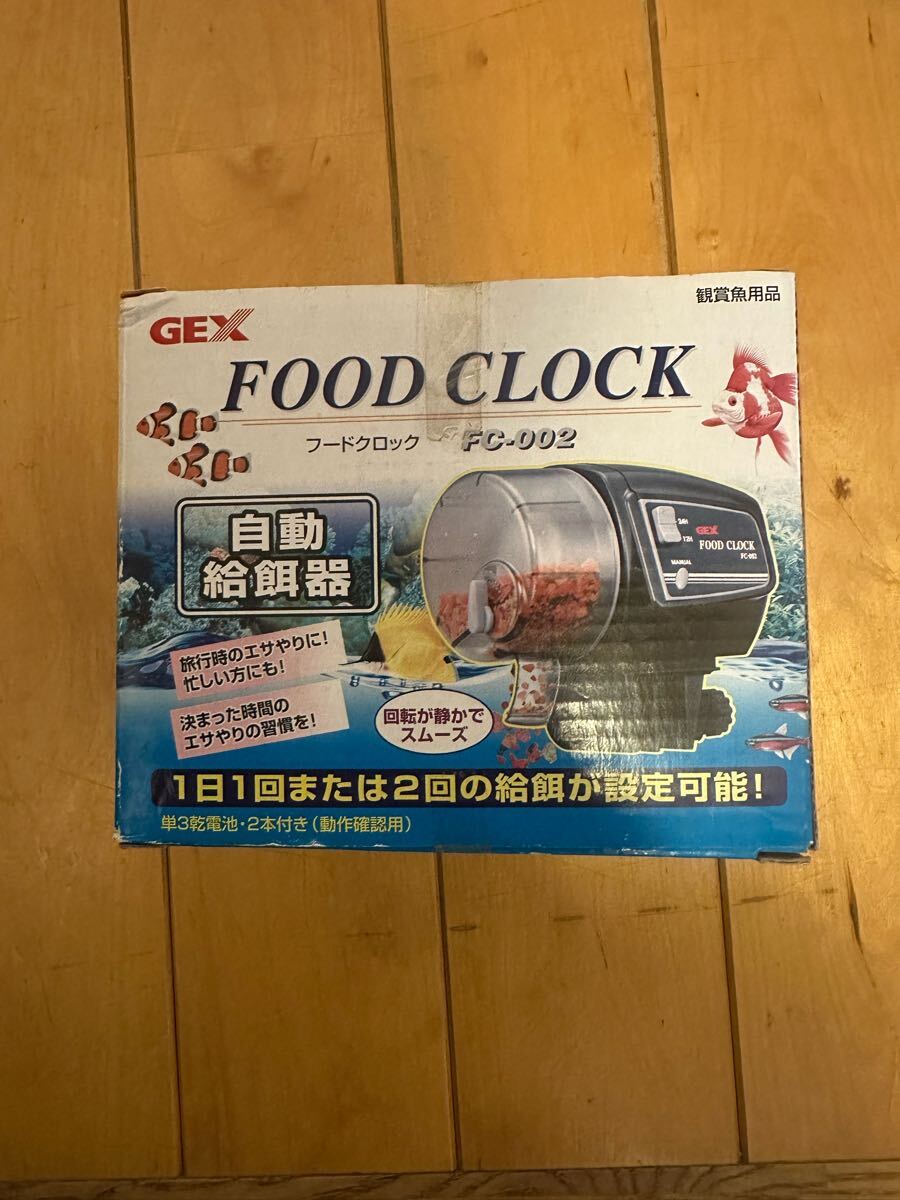 観賞魚用品
GEX
FOOD CLOCK
フードクロック FC-002
自動
給餌器
GEX
FOOD CLOCK
FC-002
24H
12H
MANUAL
旅行時のエサやりに!
忙しい方にも!
決まった時間の
エサやりの習慣を!
回転が静かで
スムーズ
1日1回または2回の給餌が設定可能!
単3乾電池・2本付き(動作確認用)